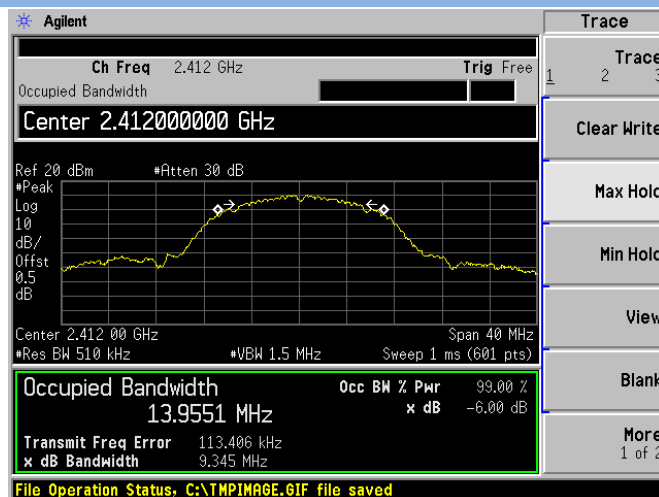 Agilent
Trace
Ch Freq 2.412 GHz Trig Free
Occupied Bandwidth
Center 2.412000000 GHz
Ref 20 dBm #Atten 30 dB
#Peak
Log
10
dB/
Offst
0.5
dB
Center 2.412 00 GHz Span 40 MHz
#Res BW 510 kHz #VBW 1.5 MHz Sweep 1 ms (601 pts)
Occupied Bandwidth
13.9551 MHz
Occ BW % Pwr 99.00 %
x dB -6.00 dB
Transmit Freq Error 113.406 kHz
x dB Bandwidth 9.345 MHz
File Operation Status, C:\TMPIMAGE.GIF file saved
Trace
1 2 3
Clear Write
Max Hold
Min Hold
View
Blank
More
1 of 2